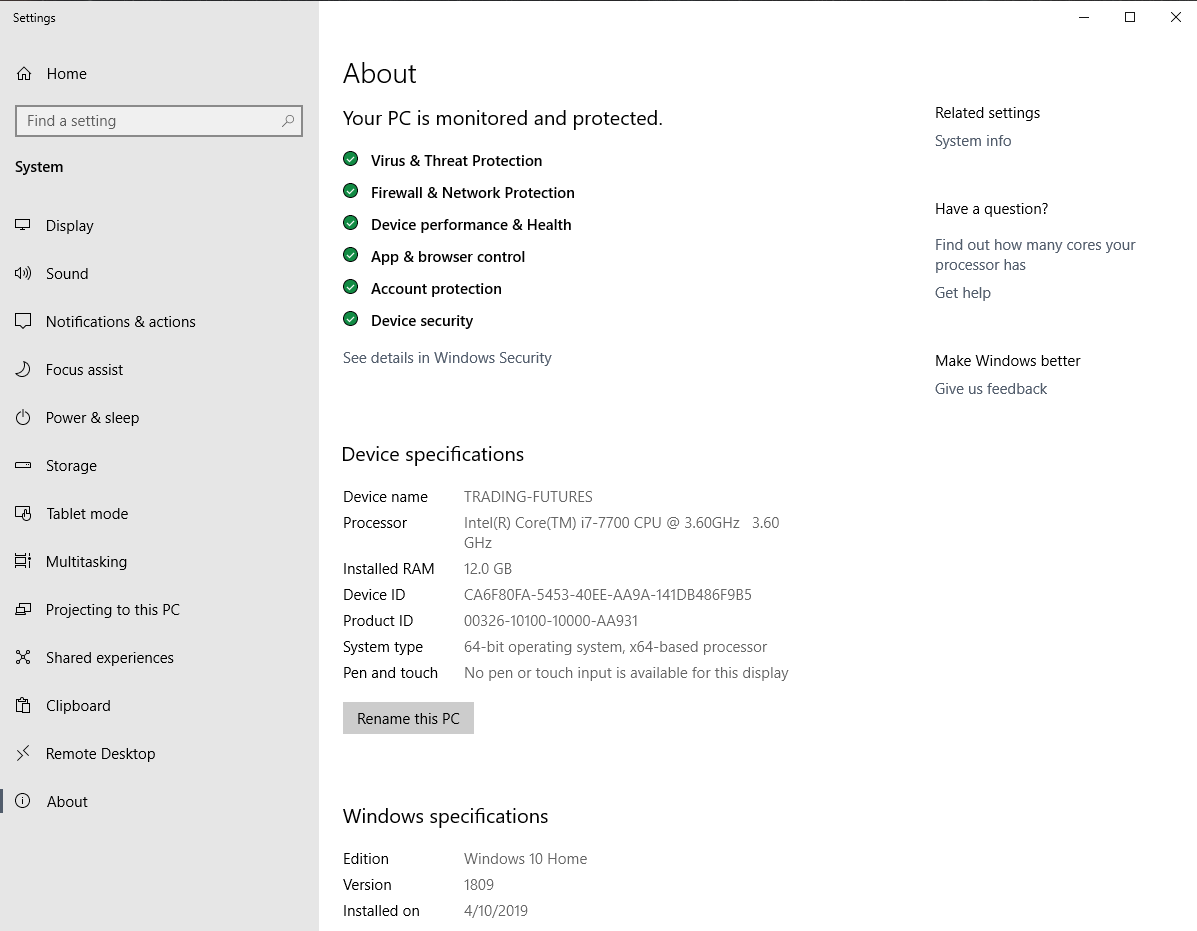 Settings
Home
Find a setting
System
Display
Sound
Notifications & actions
Focus assist
Power & sleep
Storage
Tablet mode
Multitasking
Projecting to this PC
Shared experiences
Clipboard
Remote Desktop
About
About
Your PC is monitored and protected.
Virus & Threat Protection
Firewall & Network Protection
Device performance & Health
App & browser control
Account protection
Device security
See details in Windows Security
Device specifications
Device name TRADING-FUTURES
Processor Intel(R) Core(TM) i7-7700 CPU @ 3.60GHz 3.60
GHz
Installed RAM 12.0 GB
Device ID CA6F80FA-5453-40EE-AA9A-141DB486F9B5
Product ID 00326-10100-10000-AA931
System type 64-bit operating system, x64-based processor
Pen and touch No pen or touch input is available for this display
Rename this PC
Windows specifications
Edition Windows 10 Home
Version 1809
Installed on 4/10/2019
Related settings
System info
Have a question?
Find out how many cores your
processor has
Get help
Make Windows better
Give us feedback